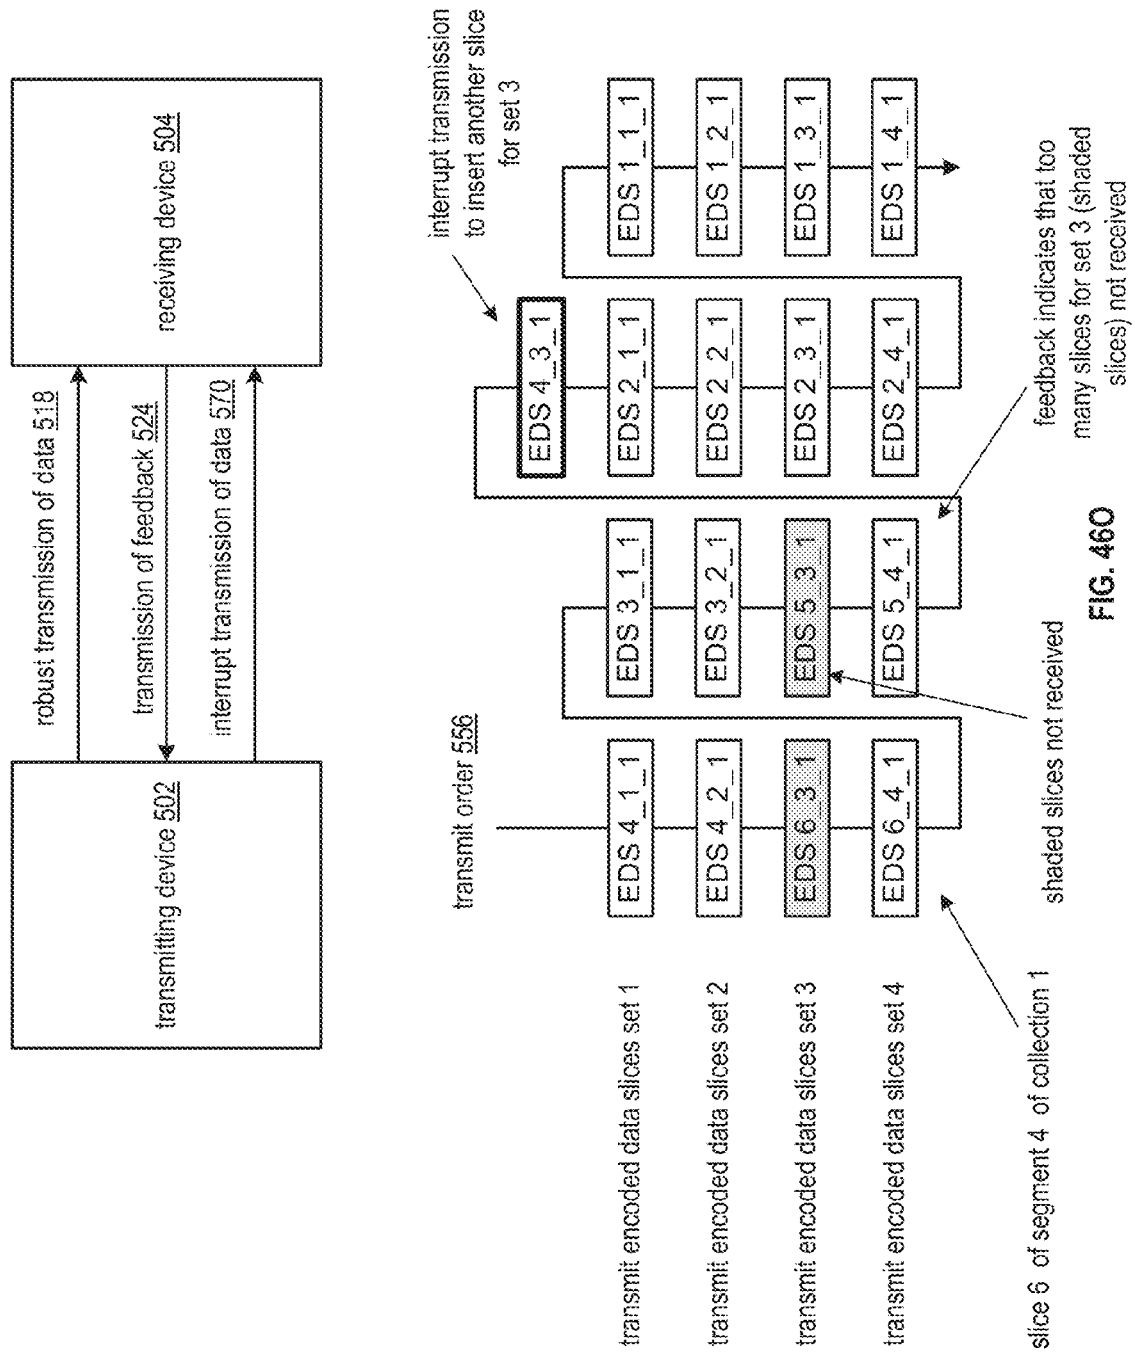 transmitting device 502
robust transmission of data 518
transmission of feedback 524
interrupt transmission of data 570
receiving device 504
transmit order 556
interrupt transmission
to insert another slice
for set 3
EDS 4_3_1
transmit encoded data slices set 1
EDS 4_1_1
EDS 3_1_1
EDS 2_1_1
EDS 1_1_1
transmit encoded data slices set 2
EDS 4_2_1
EDS 3_2_1
EDS 2_2_1
EDS 1_2_1
transmit encoded data slices set 3
EDS 6_3_1
EDS 5_3_1
EDS 2_3_1
EDS 1_3_1
transmit encoded data slices set 4
EDS 6_4_1
EDS 5_4_1
EDS 2_4_1
EDS 1_4_1
slice 6 of segment 4 of collection 1
shaded slices not received
feedback indicates that too
many slices for set 3 (shaded
slices) not received
FIG. 46O